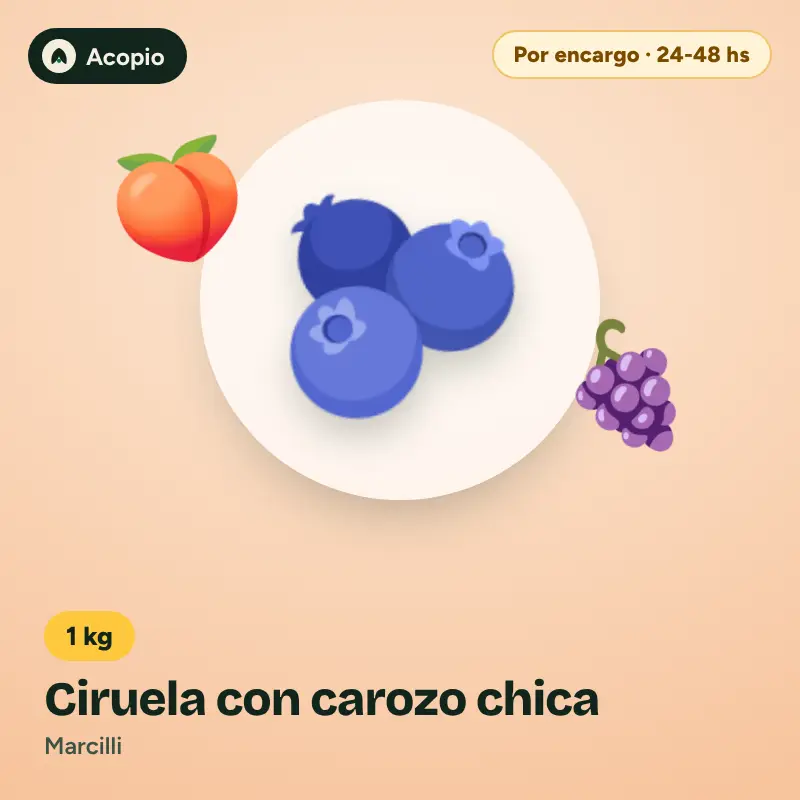 Acopio
Por encargo · 24-48 hs
1 kg
Ciruela con carozo chica
Marcilli